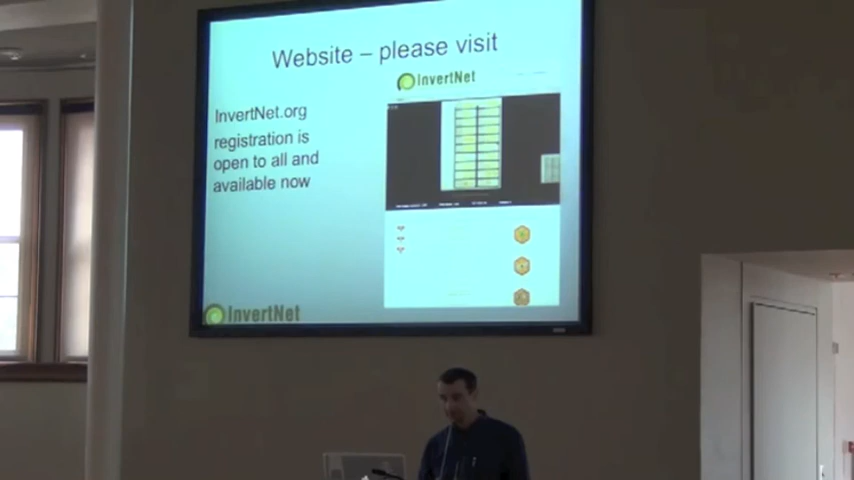 Website – please visit
InvertNet
InvertNet.org
registration is
open to all and
available now
InvertNet